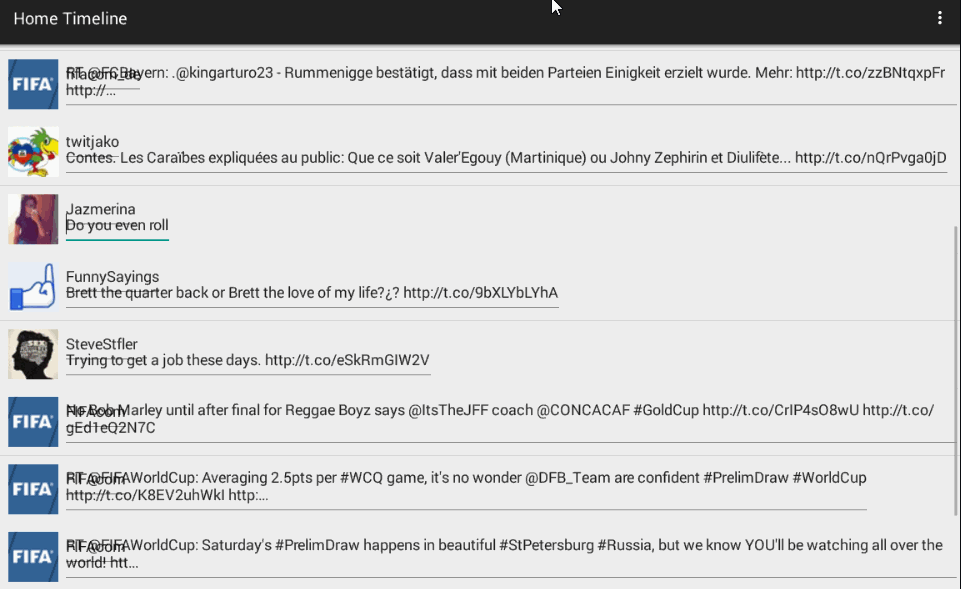 Home Timeline
FIFA
fifacom_de
RT @FCBayern: .@kingarturo23 - Rummenigge bestätigt, dass mit beiden Parteien Einigkeit erzielt wurde. Mehr: http://t.co/zzBNtqxpFr
http://...
twitjako
Contes. Les Caraïbes expliquées au public: Que ce soit Valer'Egouy (Martinique) ou Johny Zephirin et Diulifète... http://t.co/nQrPvga0jD
Jazmerina
Do you even roll
FunnySayings
Brett the quarter back or Brett the love of my life?¿? http://t.co/9bXLYbLYhA
SteveStfler
Trying to get a job these days. http://t.co/eSkRmGIW2V
FIFA
FIFAcom
No Bob Marley until after final for Reggae Boyz says @ItsTheJFF coach @CONCACAF #GoldCup http://t.co/CrIP4sO8wU http://t.co/
gEd1eQ2N7C
FIFA
FIFAcom
RT @FIFAWorldCup: Averaging 2.5pts per #WCQ game, it's no wonder @DFB_Team are confident #PrelimDraw #WorldCup
http://t.co/K8EV2uhWkI http:...
FIFA
FIFAcom
RT @FIFAWorldCup: Saturday's #PrelimDraw happens in beautiful #StPetersburg #Russia, but we know YOU'll be watching all over the
world! htt...